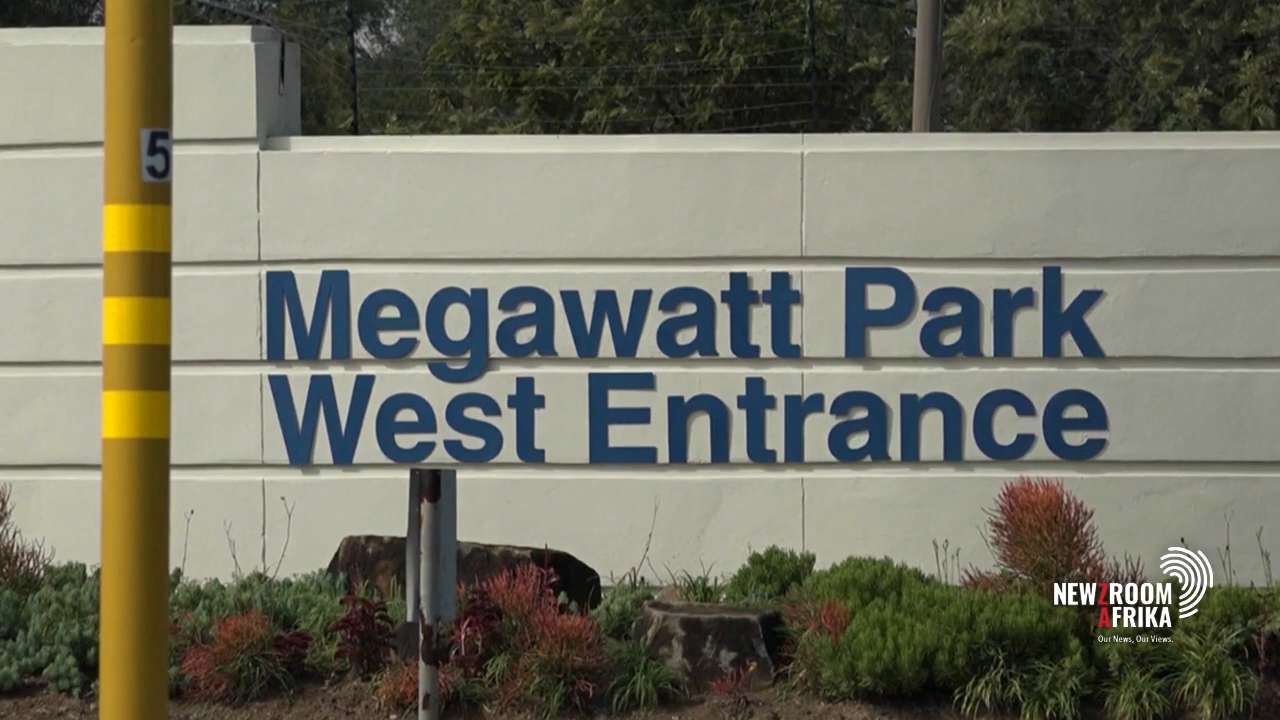 5
Megawatt Park
West Entrance
NEWZROOM
AFRIKA
Our News, Our Views.